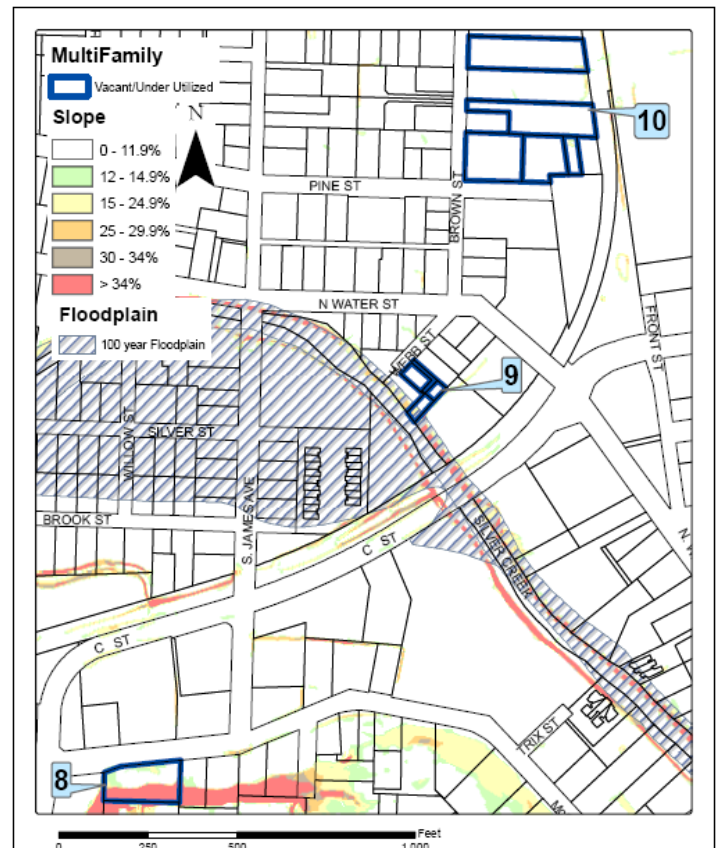 MultiFamily
Vacant/Under Utilized
Slope
N
0 - 11.9%
12 - 14.9%
15 - 24.9%
25 - 29.9%
30 - 34%
> 34%
Floodplain
100 year Floodplain
10
PINE ST
BROWN ST
N WATER ST
FRONT ST
WEBB ST
9
WILLOW ST
SILVER ST
S. JAMES AVE
BROOK ST
C ST
SILVER CREEK
C ST
TRIX ST
8
Feet
0 250 500 1,000